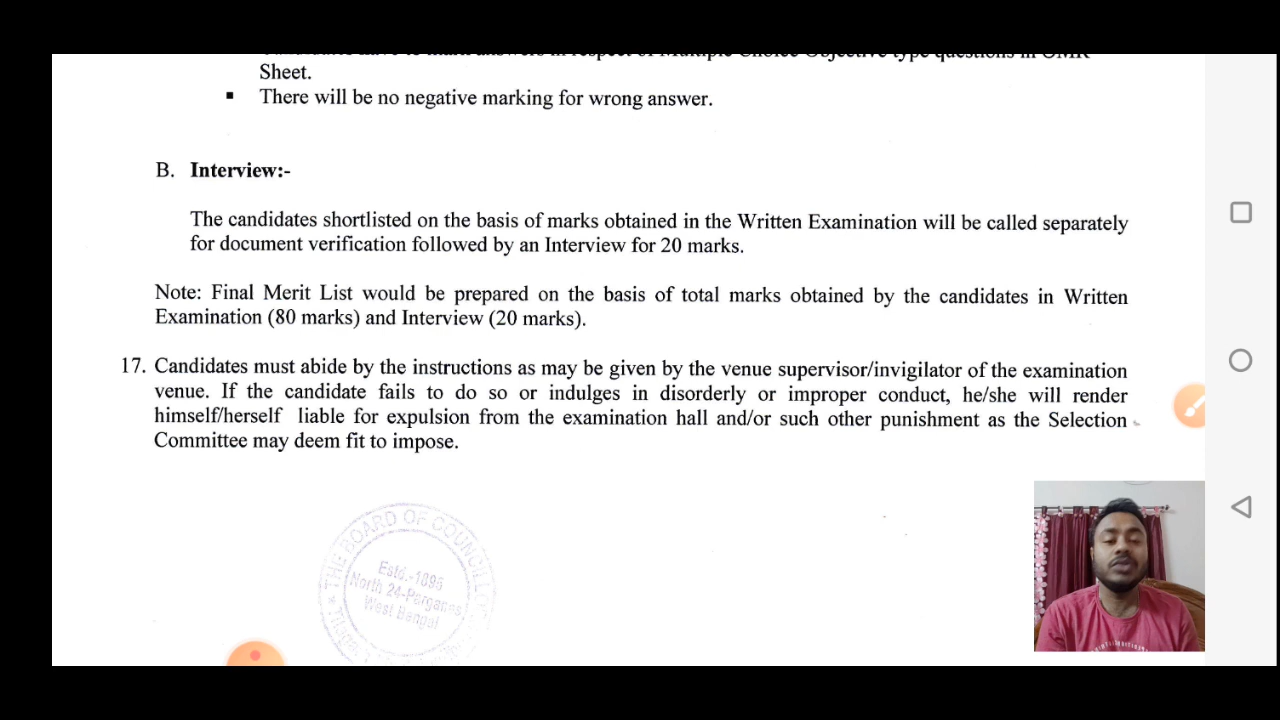 Sheet.
▪ There will be no negative marking for wrong answer.
B. Interview:-
The candidates shortlisted on the basis of marks obtained in the Written Examination will be called separately
for document verification followed by an Interview for 20 marks.
Note: Final Merit List would be prepared on the basis of total marks obtained by the candidates in Written
Examination (80 marks) and Interview (20 marks).
17. Candidates must abide by the instructions as may be given by the venue supervisor/invigilator of the examination
venue. If the candidate fails to do so or indulges in disorderly or improper conduct, he/she will render
himself/herself liable for expulsion from the examination hall and/or such other punishment as the Selection
Committee may deem fit to impose.
THE BOARD OF
Estd.-1896
North 24-Parganas
West Bengal